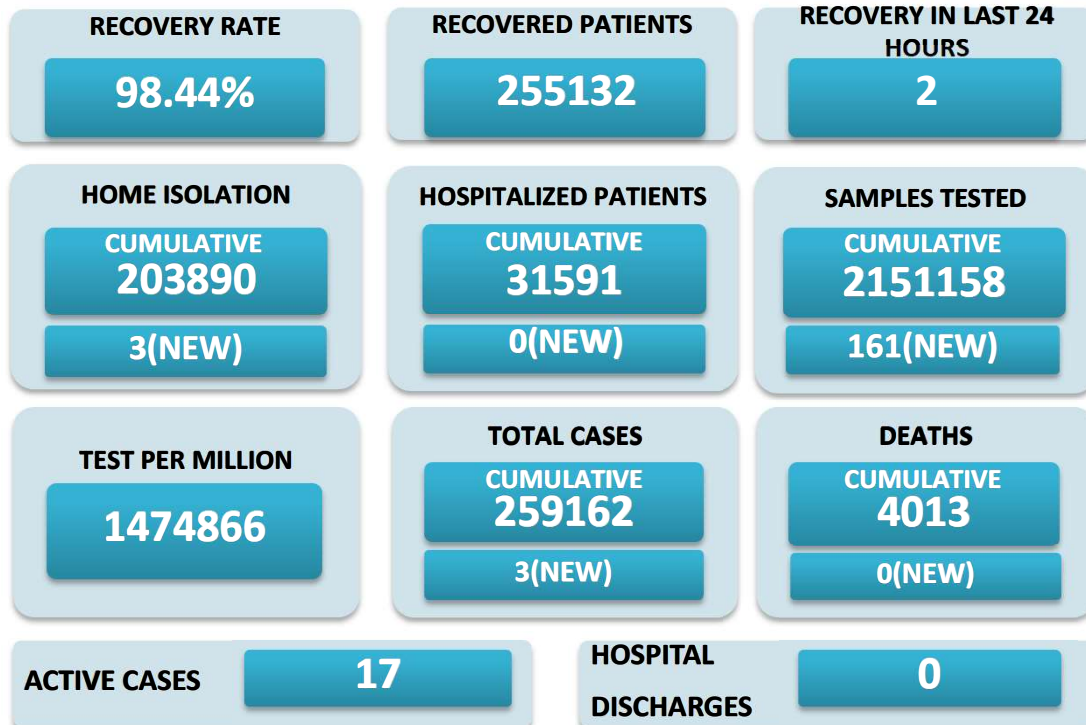 RECOVERY RATE
98.44%
RECOVERED PATIENTS
255132
RECOVERY IN LAST 24
HOURS
2
HOME ISOLATION
CUMULATIVE
203890
3(NEW)
HOSPITALIZED PATIENTS
CUMULATIVE
31591
0(NEW)
SAMPLES TESTED
CUMULATIVE
2151158
161(NEW)
TEST PER MILLION
1474866
TOTAL CASES
CUMULATIVE
259162
3(NEW)
DEATHS
CUMULATIVE
4013
0(NEW)
ACTIVE CASES
17
HOSPITAL
DISCHARGES
0